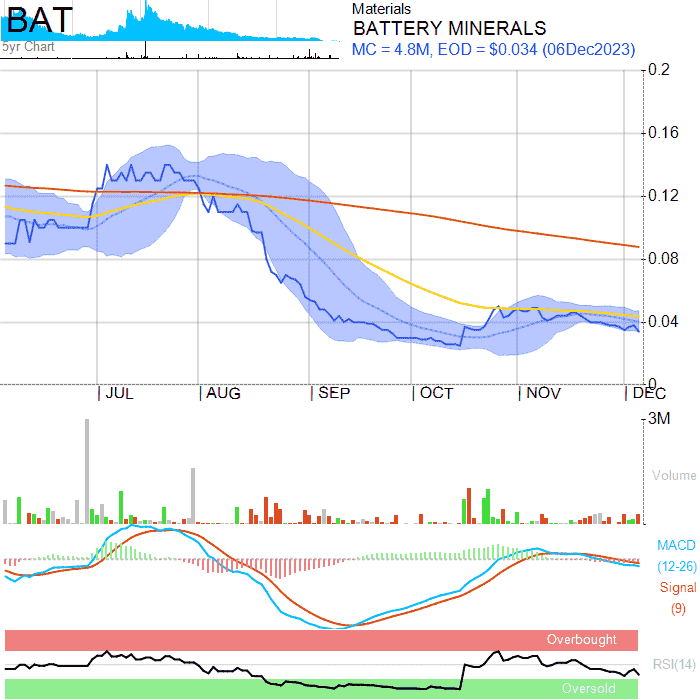 BAT
5yr Chart
Materials
BATTERY MINERALS
MC = 4.8M, EOD = $0.034 (06Dec2023)
0.2
0.16
0.12
0.08
0.04
0
JUL AUG SEP OCT NOV DEC
3M
Volume
MACD
(12-26)
Signal
(9)
Overbought
RSI(14)
Oversold